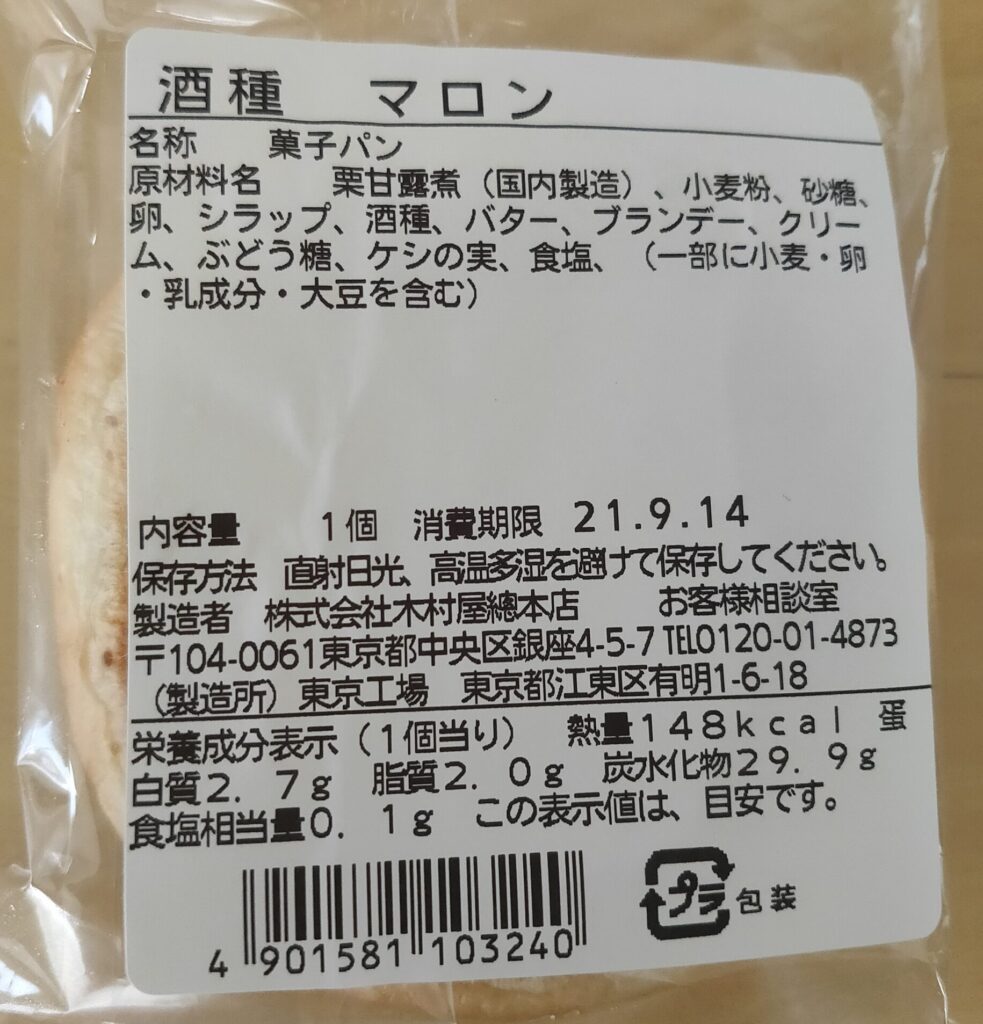 酒種　マロン
名称　　菓子パン
原材料名　　栗甘露煮（国内製造）、小麦粉、砂糖、
卵、シラップ、酒種、バター、ブランデー、クリー
ム、ぶどう糖、ケシの実、食塩、（一部に小麦・卵
・乳成分・大豆を含む）
内容量　　1個　消費期限　21.9.14
保存方法　直射日光、高温多湿を避けて保存してください。
製造者　株式会社木村屋總本店　　お客様相談室
〒104-0061東京都中央区銀座4-5-7 TEL0120-01-4873
（製造所）東京工場　東京都江東区有明1-6-18
栄養成分表示（1個当り）　熱量148kcal　蛋
白質2．7g　脂質2．0g　炭水化物29．9g
食塩相当量0．1g　この表示値は、目安です。
プラ 包装
4 901581 103240